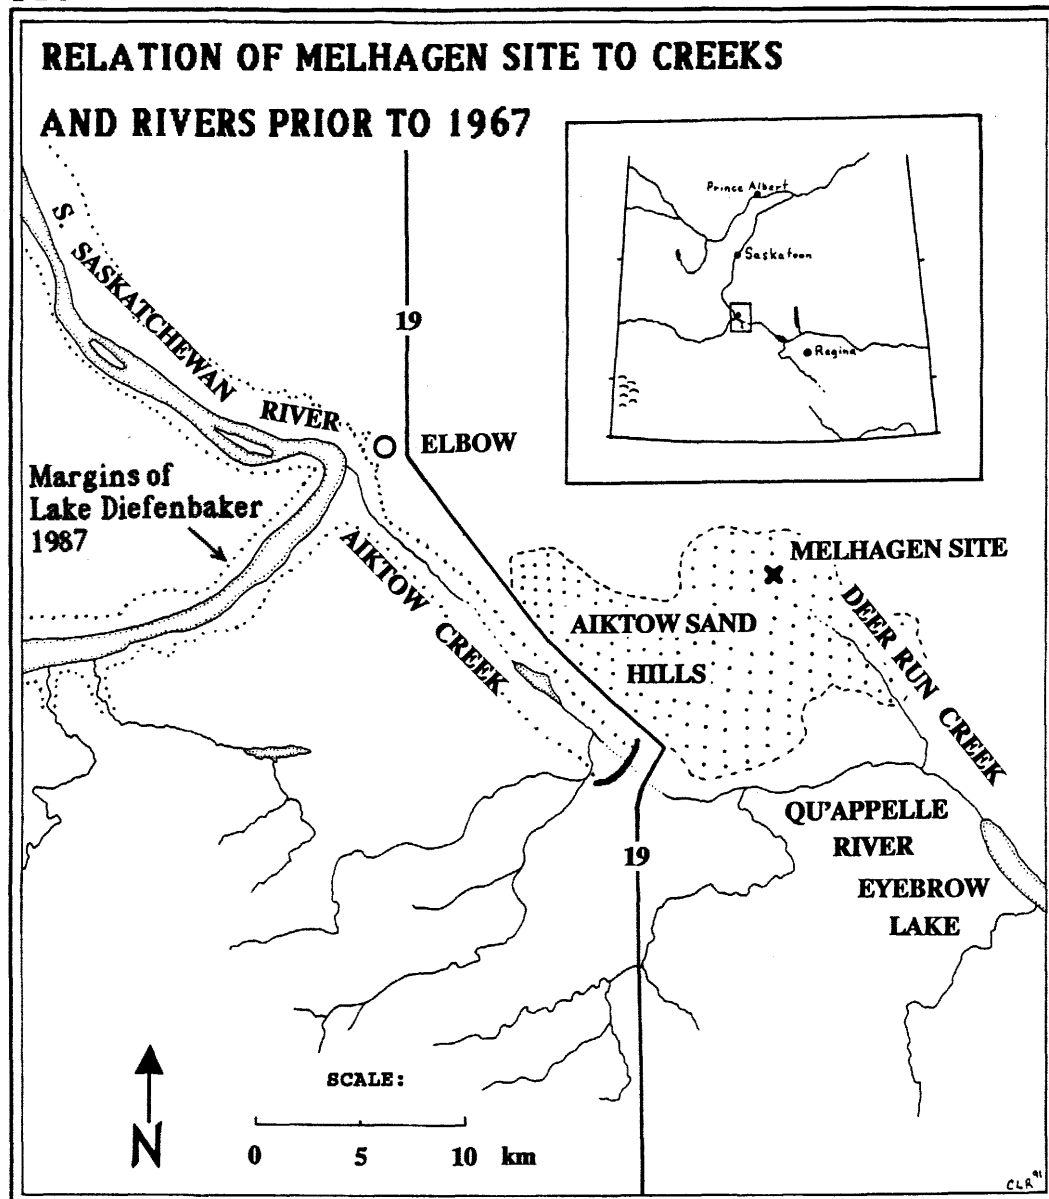 RELATION OF MELHAGEN SITE TO CREEKS
AND RIVERS PRIOR TO 1967
Prince Albert
Saskatoon
Regina
S. SASKATCHEWAN RIVER
19
ELBOW
Margins of
Lake Diefenbaker
1987
AIKTOW CREEK
MELHAGEN SITE
AIKTOW SAND
HILLS
DEER RUN CREEK
QU'APPELLE
RIVER
19
EYEBROW
LAKE
SCALE:
0 5 10 km
N
CLR 91